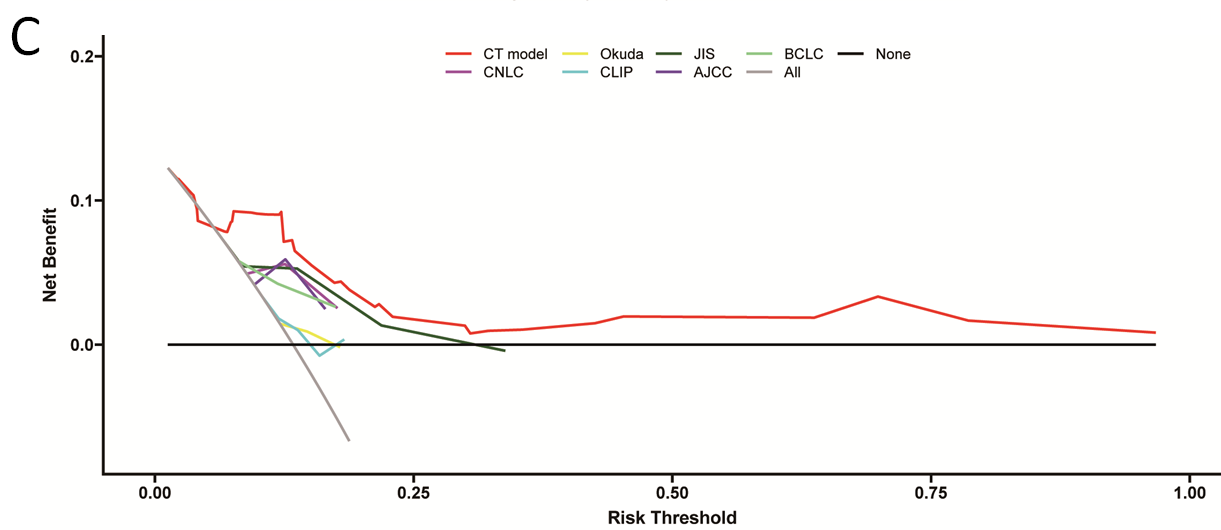 C
CT model Okuda JIS BCLC None
CNLC CLIP AJCC All
Net Benefit
0.2
0.1
0.0
0.00 0.25 0.50 0.75 1.00
Risk Threshold